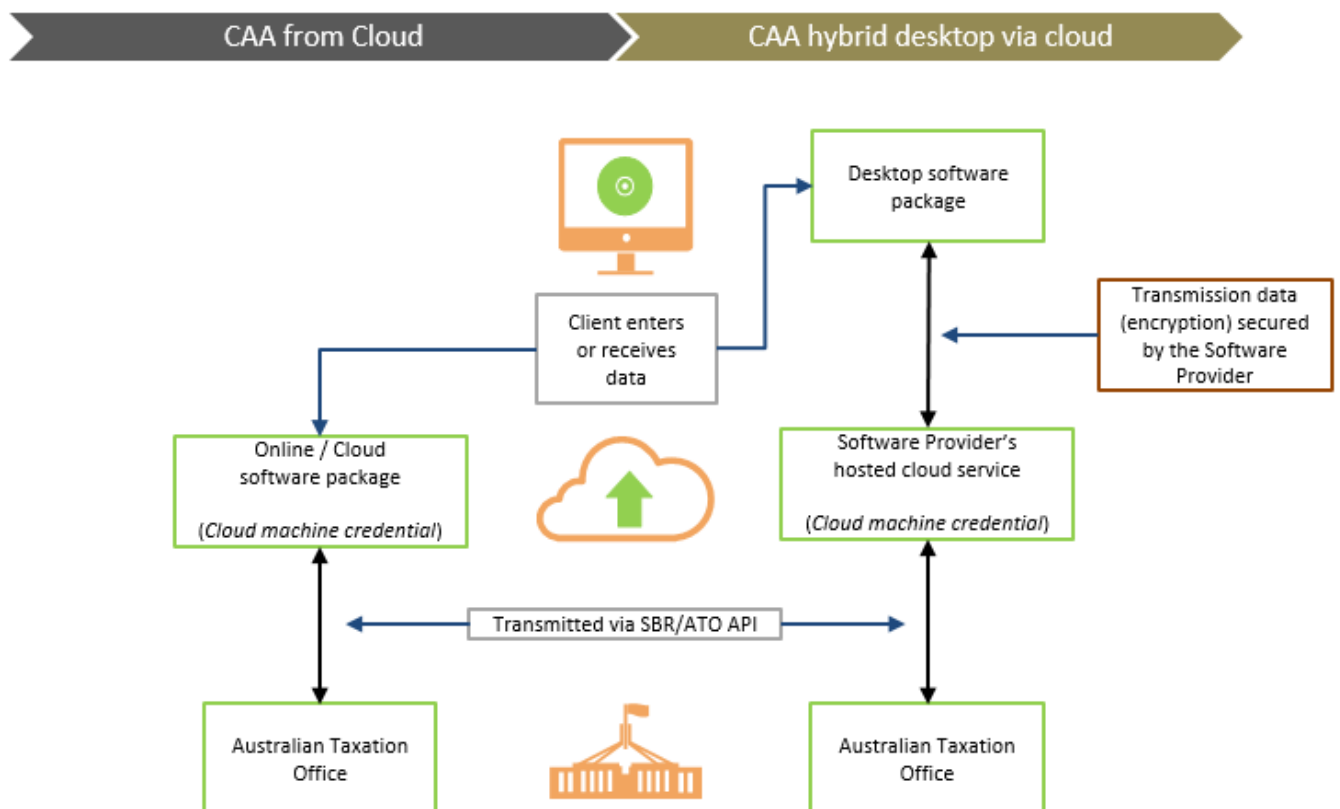 CAA from Cloud
CAA hybrid desktop via cloud
Desktop software
package
Client enters
or receives
data
Transmission data
(encryption) secured
by the Software
Provider
Online / Cloud
software package
(Cloud machine credential)
Software Provider's
hosted cloud service
(Cloud machine credential)
Transmitted via SBR/ATO API
Australian Taxation
Office
Australian Taxation
Office